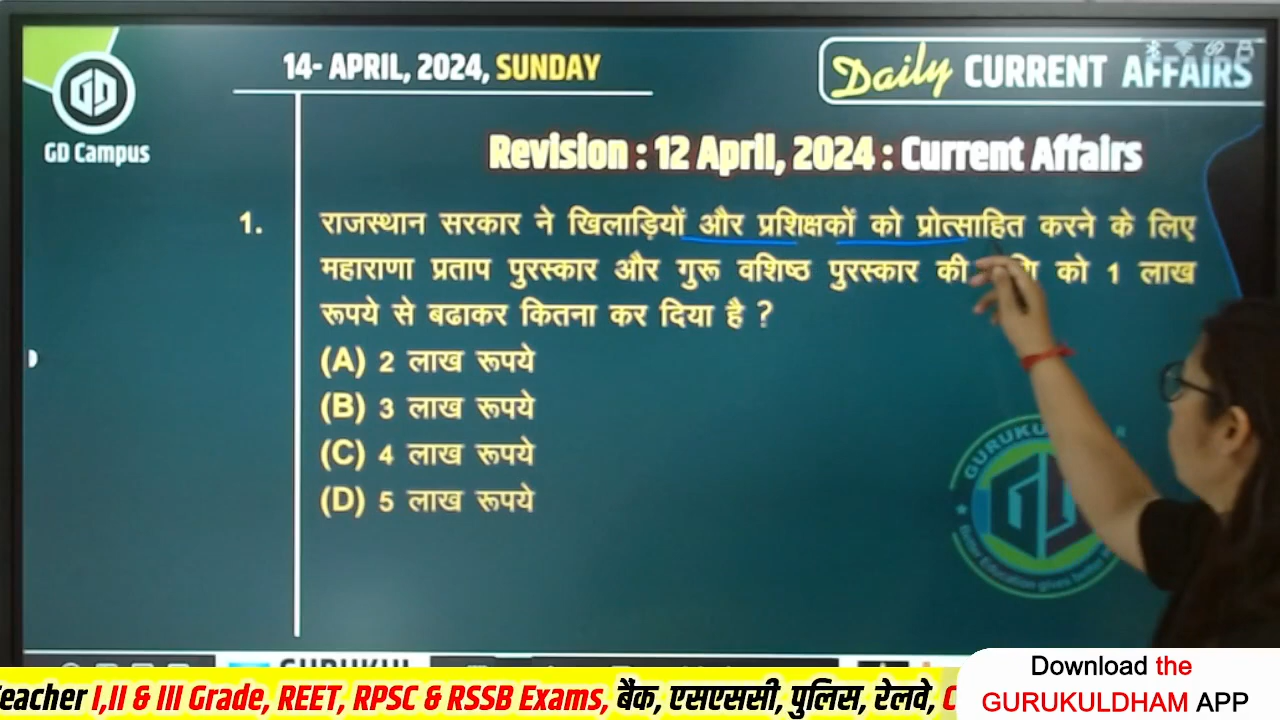 14- APRIL, 2024, SUNDAY
Daily CURRENT AFFAIRS
GD Campus
Revision : 12 April, 2024 : Current Affairs
1. राजस्थान सरकार ने खिलाड़ियों और प्रशिक्षकों को प्रोत्साहित करने के लिए
महाराणा प्रताप पुरस्कार और गुरू वशिष्ठ पुरस्कार की को 1 लाख
रूपये से बढाकर कितना कर दिया है ?
(A) 2 लाख रूपये
(B) 3 लाख रूपये
(C) 4 लाख रूपये
(D) 5 लाख रूपये
Teacher I,II & III Grade, REET, RPSC & RSSB Exams, बैंक, एसएससी, पुलिस, रेलवे,
Download the
GURUKULDHAM APP